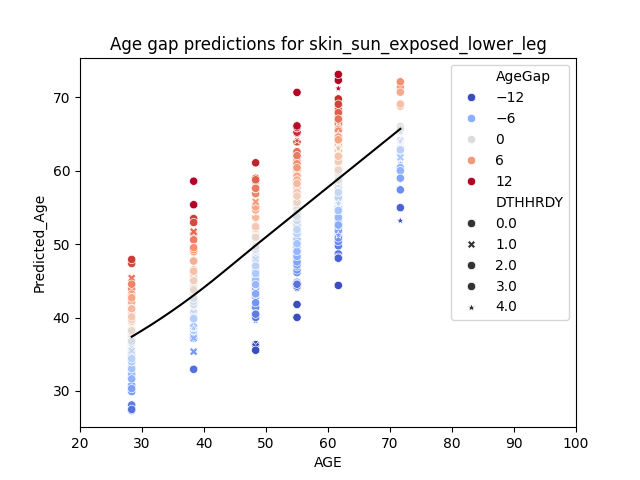 Age gap predictions for skin_sun_exposed_lower_leg
Predicted_Age
70
60
50
40
30
20 30 40 50 60 70 80 90 100
AGE
AgeGap
−12
−6
0
6
12
DTHHRDY
0.0
1.0
2.0
3.0
4.0